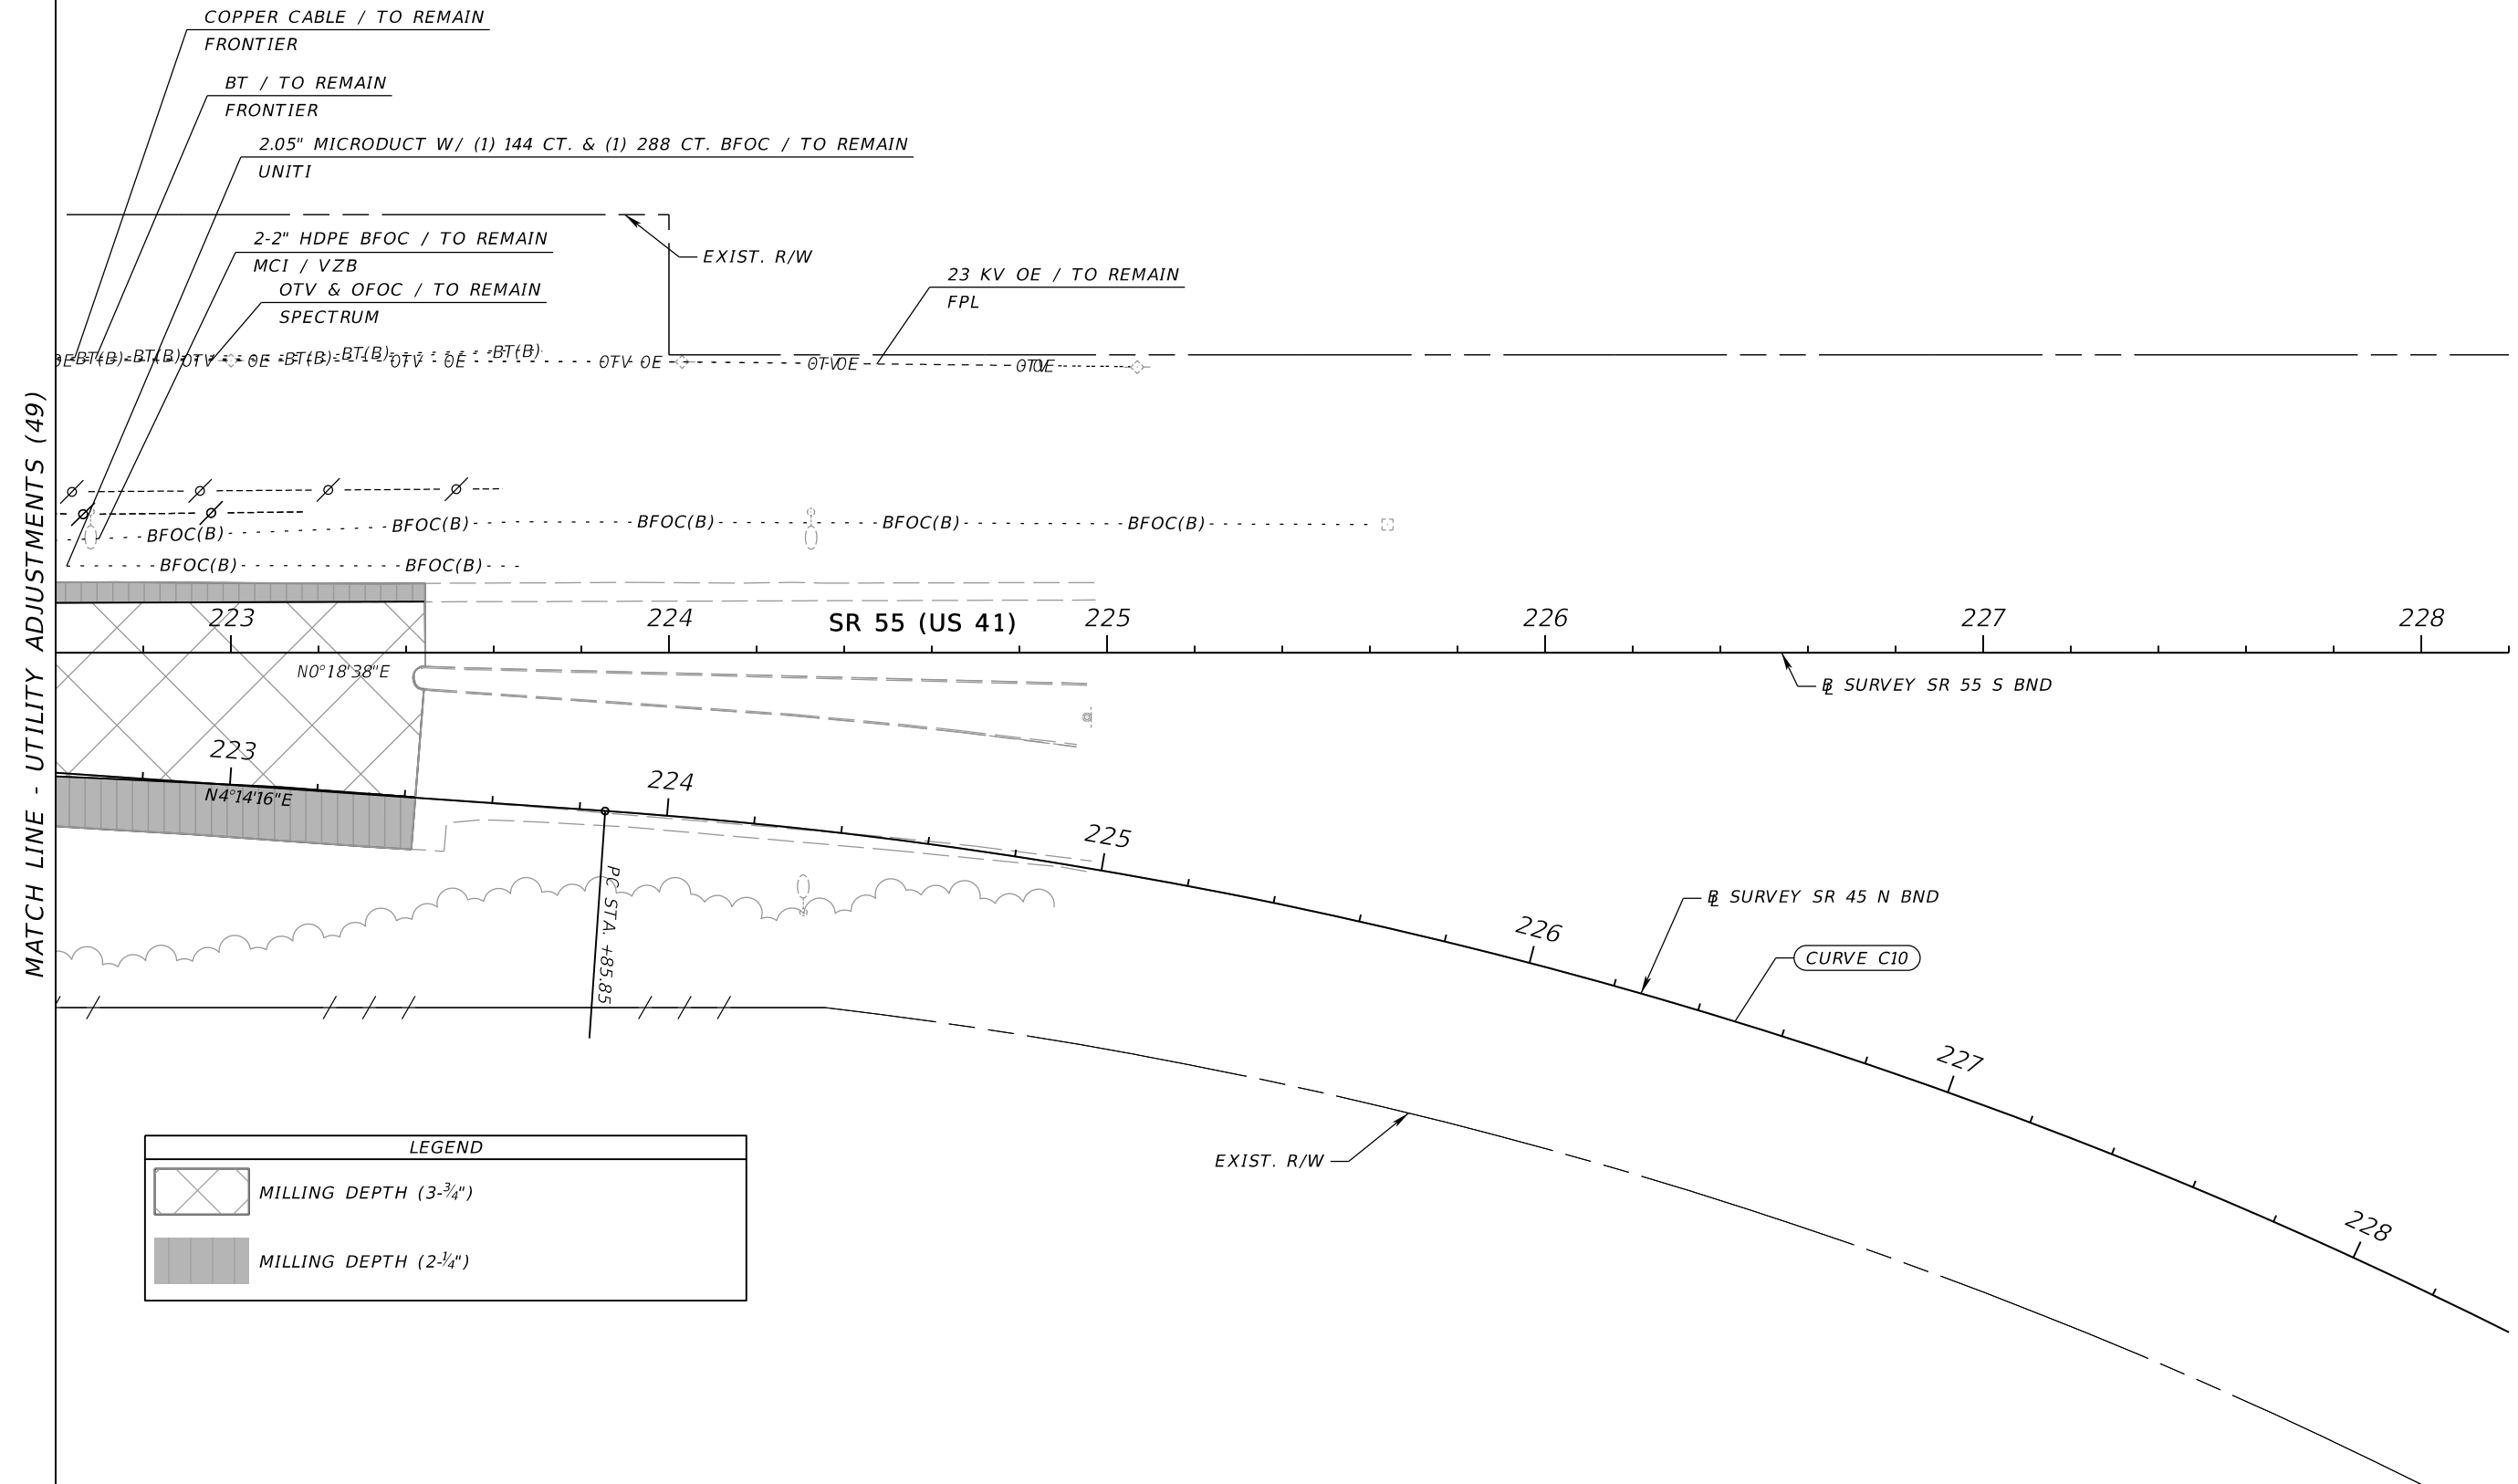 COPPER CABLE / TO REMAIN
FRONTIER
BT / TO REMAIN
FRONTIER
2.05" MICRODUCT W/ (1) 144 CT. & (1) 288 CT. BFOC / TO REMAIN
UNITI
2-2" HDPE BFOC / TO REMAIN
MCI / VZB
EXIST. R/W
OTV & OFOC / TO REMAIN
SPECTRUM
23 KV OE / TO REMAIN
FPL
OE BT(B) BT(B) OTV OE BT(B) BT(B) OTV OE BT(B) OTV OE OTV OE OTV OE
MATCH LINE - UTILITY ADJUSTMENTS (49)
BFOC(B) BFOC(B) BFOC(B) BFOC(B) BFOC(B)
BFOC(B) BFOC(B)
223 224 SR 55 (US 41) 225 226 227 228
N0°18'38"E
℄ SURVEY SR 55 S BND
223 224 225 226 227 228
N4°14'16"E
PC STA. +85.85
℄ SURVEY SR 45 N BND
CURVE C10
EXIST. R/W
LEGEND
MILLING DEPTH (3-¾")
MILLING DEPTH (2-¼")